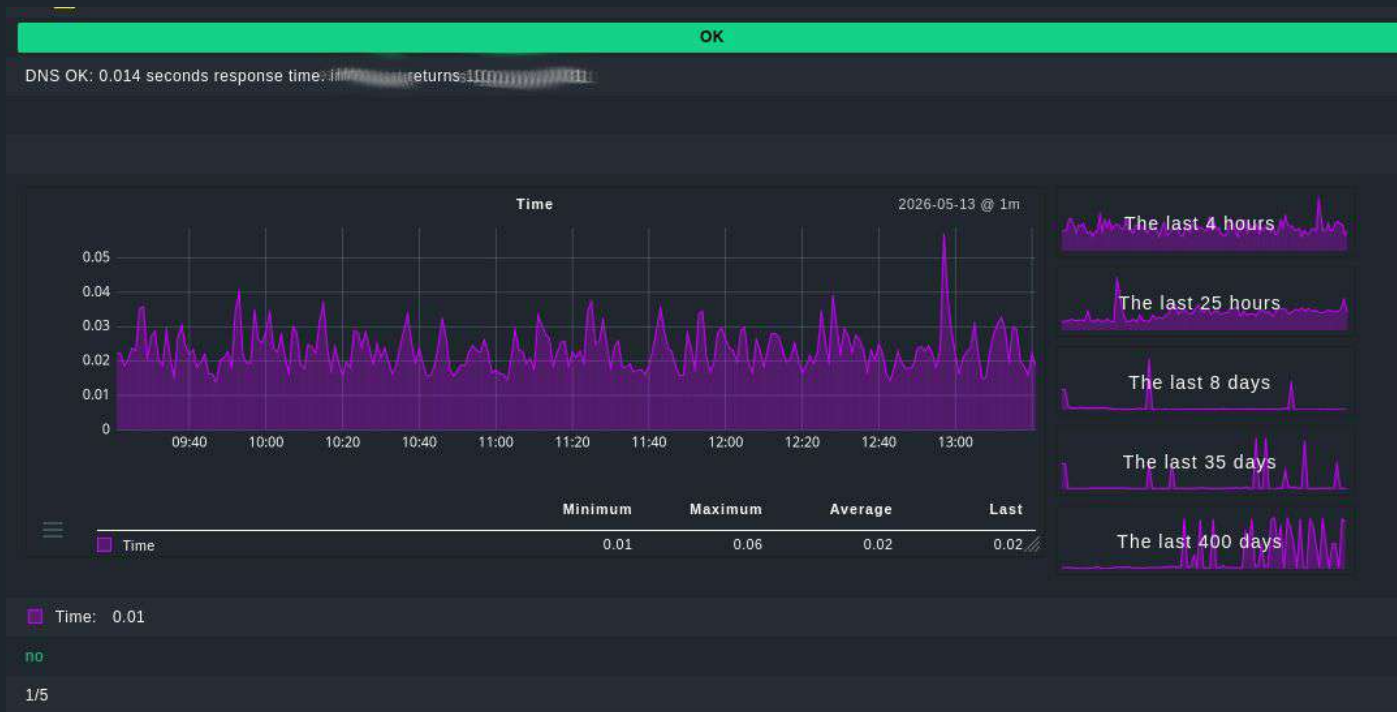 OK
DNS OK: 0.014 seconds response time. returns
Time
2026-05-13 @ 1m
0.05
0.04
0.03
0.02
0.01
0
09:40 10:00 10:20 10:40 11:00 11:20 11:40 12:00 12:20 12:40 13:00
Minimum Maximum Average Last
Time 0.01 0.06 0.02 0.02
The last 4 hours
The last 25 hours
The last 8 days
The last 35 days
The last 400 days
Time: 0.01
no
1/5